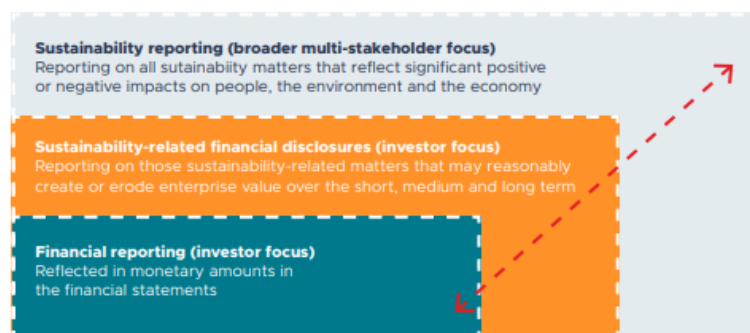 Sustainability reporting (broader multi-stakeholder focus)
Reporting on all sutainabiity matters that reflect significant positive
or negative impacts on people, the environment and the economy
Sustainability-related financial disclosures (investor focus)
Reporting on those sustainability-related matters that may reasonably
create or erode enterprise value over the short, medium and long term
Financial reporting (investor focus)
Reflected in monetary amounts in
the financial statements